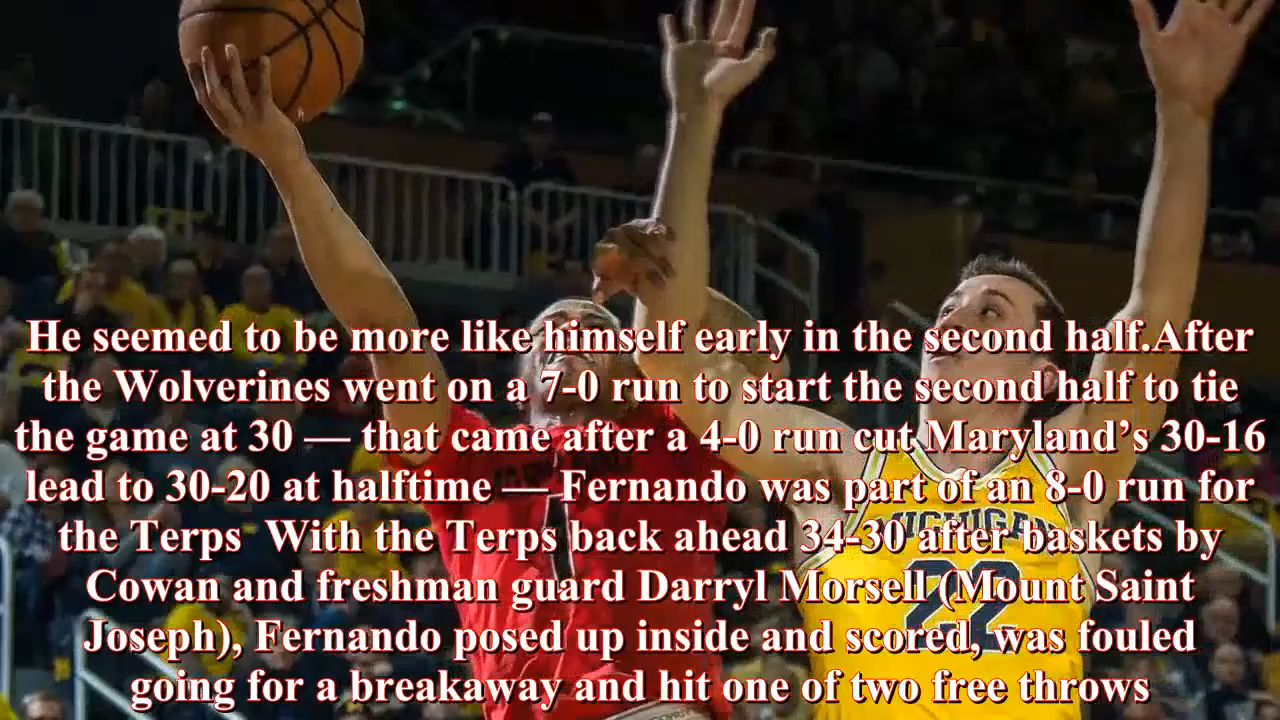 He seemed to be more like himself early in the second half.After
the Wolverines went on a 7-0 run to start the second half to tie
the game at 30 — that came after a 4-0 run cut Maryland's 30-16
lead to 30-20 at halftime — Fernando was part of an 8-0 run for
the Terps  With the Terps back ahead 34-30 after baskets by
Cowan and freshman guard Darryl Morsell (Mount Saint
Joseph), Fernando posed up inside and scored, was fouled
going for a breakaway and hit one of two free throws
MICHIGAN
22
1